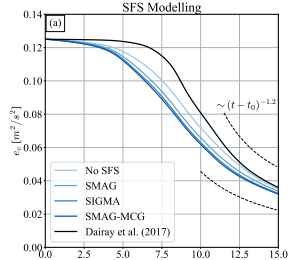 SFS Modelling
(a)
0.14
0.12
0.10
0.08
0.06
0.04
0.02
0.00
e_v [m^2/s^2]
~ (t − t_0)^{−1.2}
No SFS
SMAG
SIGMA
SMAG-MCG
Dairay et al. (2017)
0.0 2.5 5.0 7.5 10.0 12.5 15.0